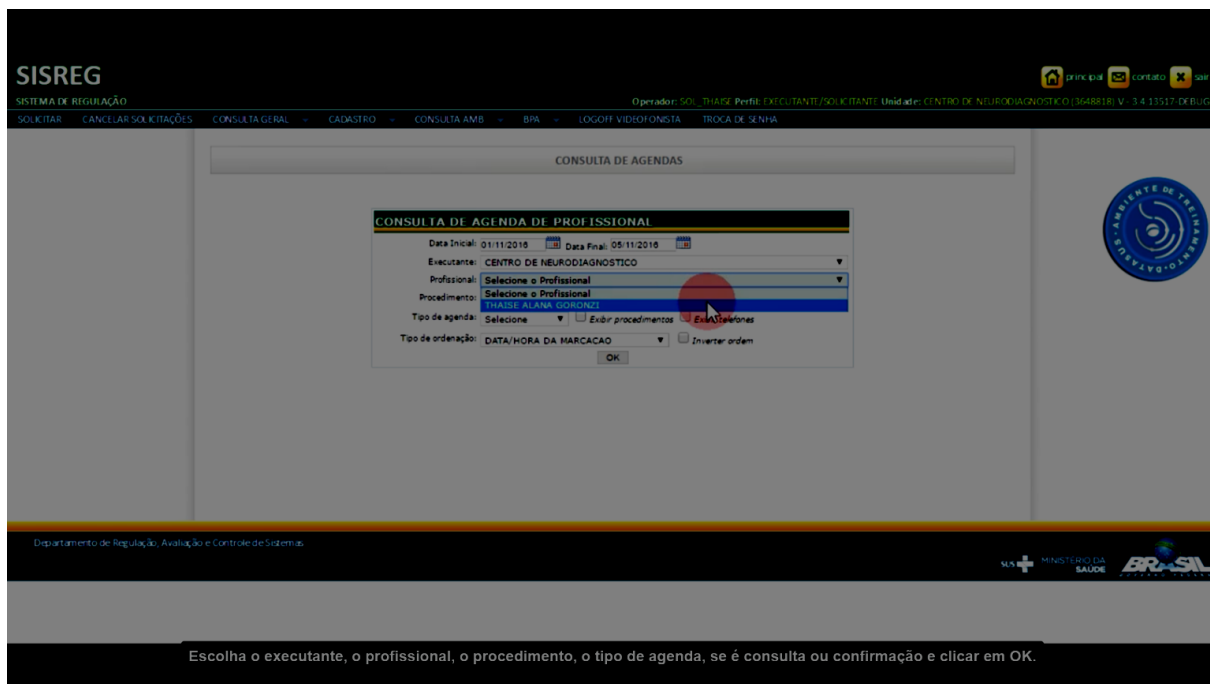 SISREG
principal contato sair
SISTEMA DE REGULAÇÃO
Operador: SOL_THAISE Perfil: EXECUTANTE/SOLICITANTE Unidade: CENTRO DE NEURODIAGNOSTICO (3648818) V - 3.4.13517-DEBUG
SOLICITAR CANCELAR SOLICITAÇÕES CONSULTA GERAL CADASTRO CONSULTA AMB BPA LOGOFF VIDEOFONISTA TROCA DE SENHA
CONSULTA DE AGENDAS
AMBIENTE DE TREINAMENTO · DATASUS ·
CONSULTA DE AGENDA DE PROFISSIONAL
Data Inicial: 01/11/2016 Data Final: 05/11/2016
Executante: CENTRO DE NEURODIAGNOSTICO
Profissional: Selecione o Profissional
Procedimento: Selecione o Profissional
THAISE ALANA GORONZI
Tipo de agenda: Selecione Exibir procedimentos telefones
Tipo de ordenação: DATA/HORA DA MARCACAO Inverter ordem
OK
Departamento de Regulação, Avaliação e Controle de Sistemas
SUS MINISTÉRIO DA SAÚDE BRASIL
Escolha o executante, o profissional, o procedimento, o tipo de agenda, se é consulta ou confirmação e clicar em OK.